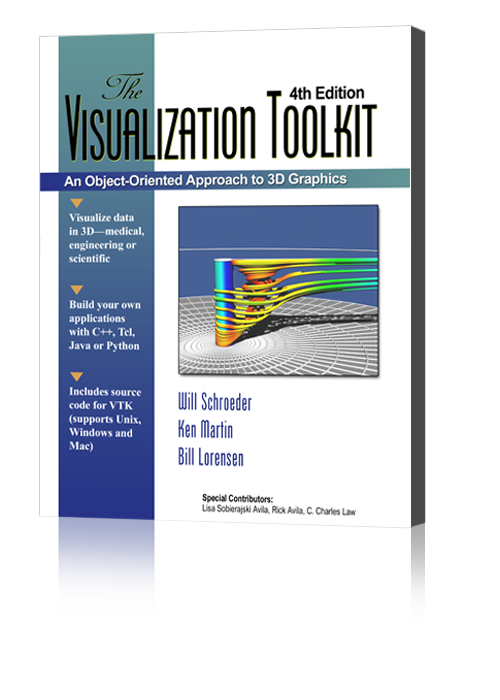 The
4th Edition
VISUALIZATION TOOLKIT
An Object-Oriented Approach to 3D Graphics
Visualize data
in 3D—medical,
engineering or
scientific
Build your own
applications
with C++, Tcl,
Java or Python
Includes source
code for VTK
(supports Unix,
Windows and
Mac)
Will Schroeder
Ken Martin
Bill Lorensen
Special Contributors:
Lisa Sobierajski Avila, Rick Avila, C. Charles Law